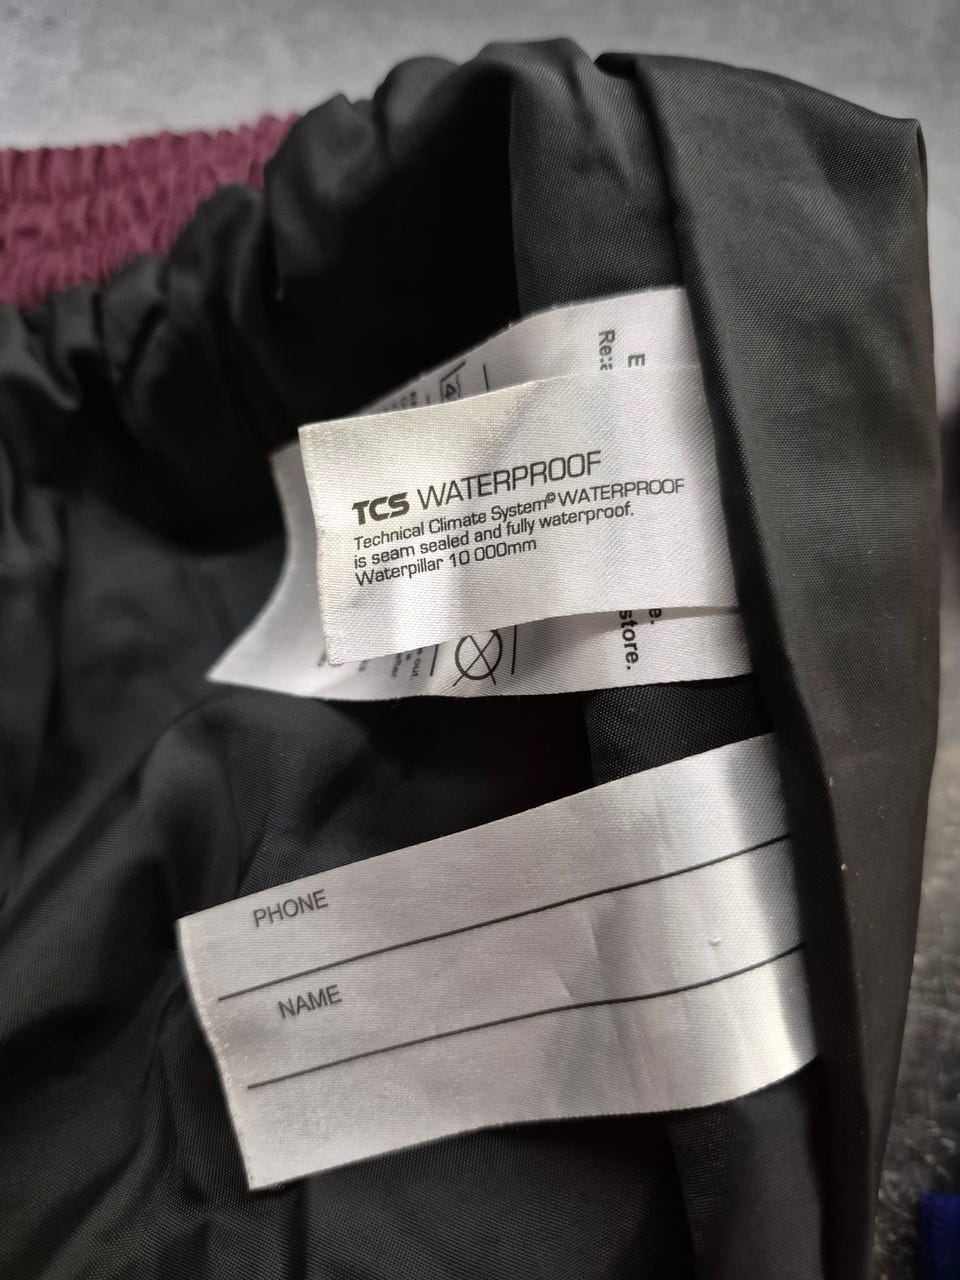 E
TCS WATERPROOF
Technical Climate System© WATERPROOF
is seam sealed and fully waterproof.
Waterpillar 10 000mm
store.
PHONE
NAME